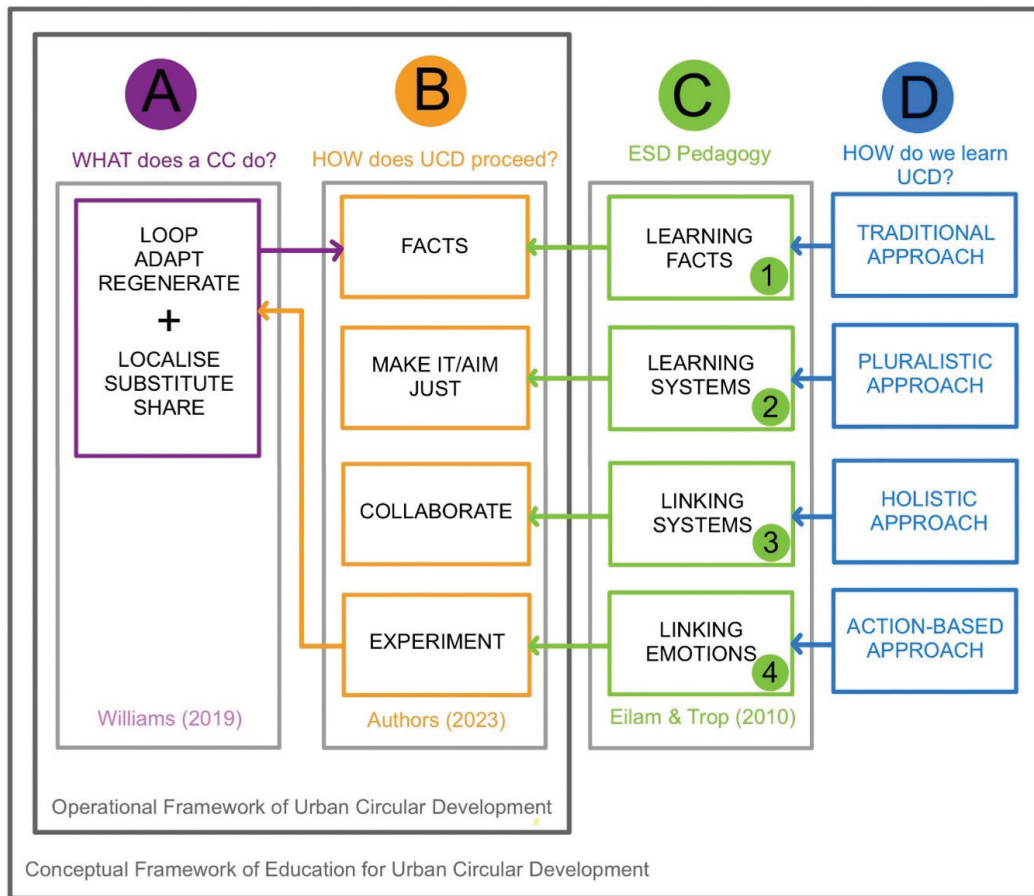 A
B
C
D
WHAT does a CC do?
HOW does UCD proceed?
ESD Pedagogy
HOW do we learn
UCD?
LOOP
ADAPT
REGENERATE
+
LOCALISE
SUBSTITUTE
SHARE
Williams (2019)
FACTS
MAKE IT/AIM
JUST
COLLABORATE
EXPERIMENT
Authors (2023)
LEARNING
FACTS
1
LEARNING
SYSTEMS
2
LINKING
SYSTEMS
3
LINKING
EMOTIONS
4
Eilam & Trop (2010)
TRADITIONAL
APPROACH
PLURALISTIC
APPROACH
HOLISTIC
APPROACH
ACTION-BASED
APPROACH
Operational Framework of Urban Circular Development
Conceptual Framework of Education for Urban Circular Development